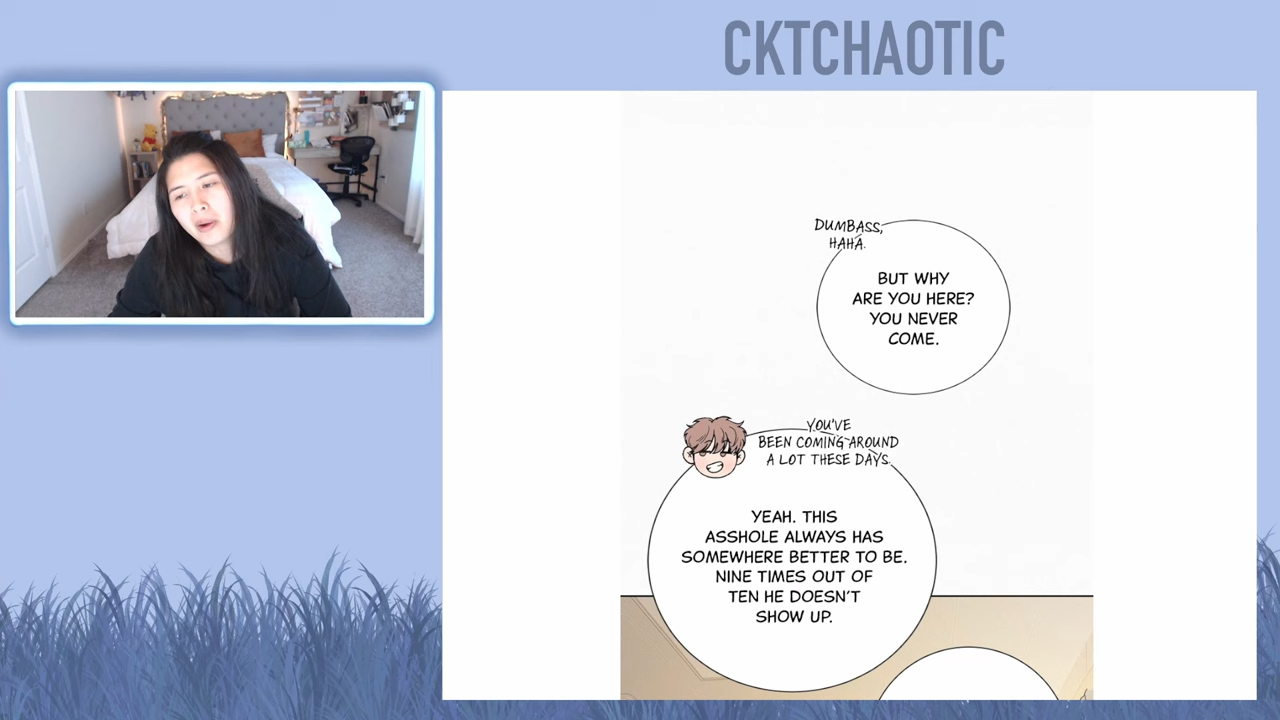 CKTCHAOTIC
DUMBASS,
HAHA.
BUT WHY
ARE YOU HERE?
YOU NEVER
COME.
YOU'VE
BEEN COMING AROUND
A LOT THESE DAYS.
YEAH. THIS
ASSHOLE ALWAYS HAS
SOMEWHERE BETTER TO BE.
NINE TIMES OUT OF
TEN HE DOESN'T
SHOW UP.